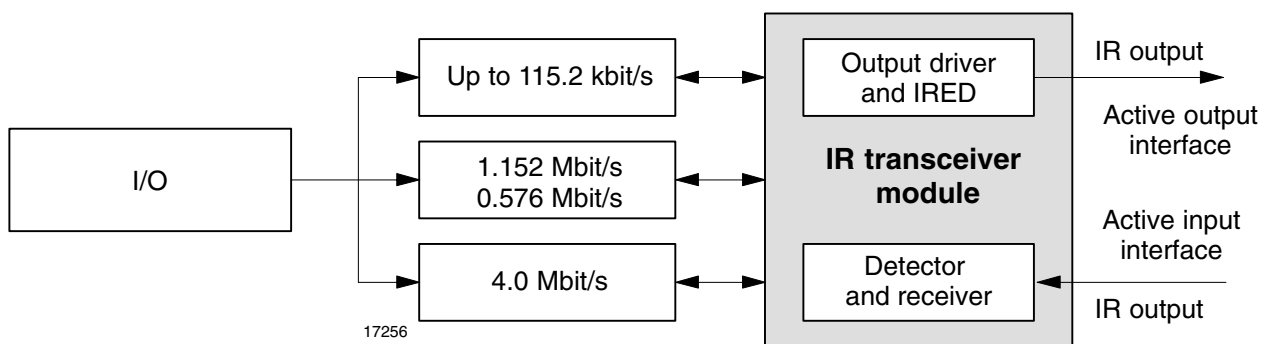 I/O
Up to 115.2 kbit/s
1.152 Mbit/s
0.576 Mbit/s
4.0 Mbit/s
17256
Output driver
and IRED
IR transceiver
module
Detector
and receiver
IR output
Active output
interface
Active input
interface
IR output